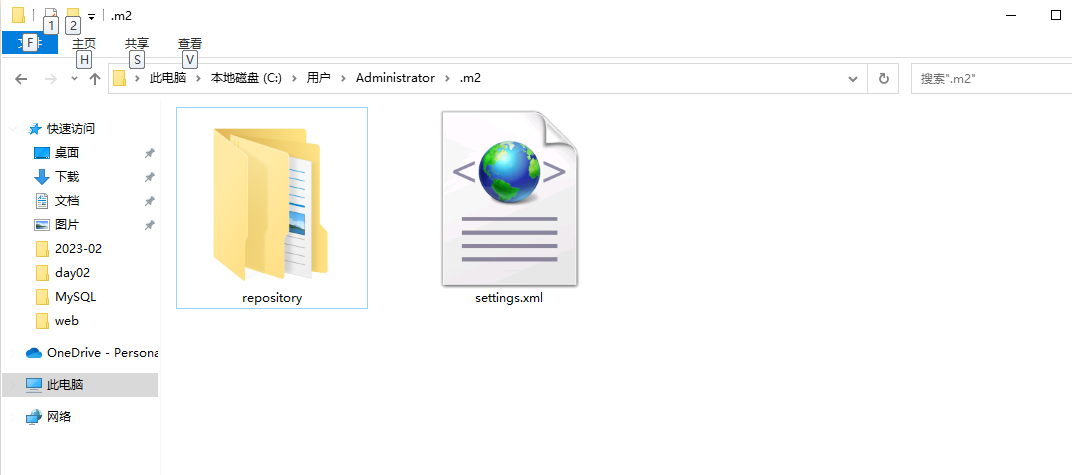 1 2 .m2
F
主页 共享 查看
H S V
此电脑 本地磁盘 (C:) 用户 Administrator .m2
搜索".m2"
快速访问
桌面
下载
文档
图片
2023-02
day02
MySQL
web
OneDrive - Persona
此电脑
网络
repository
settings.xml